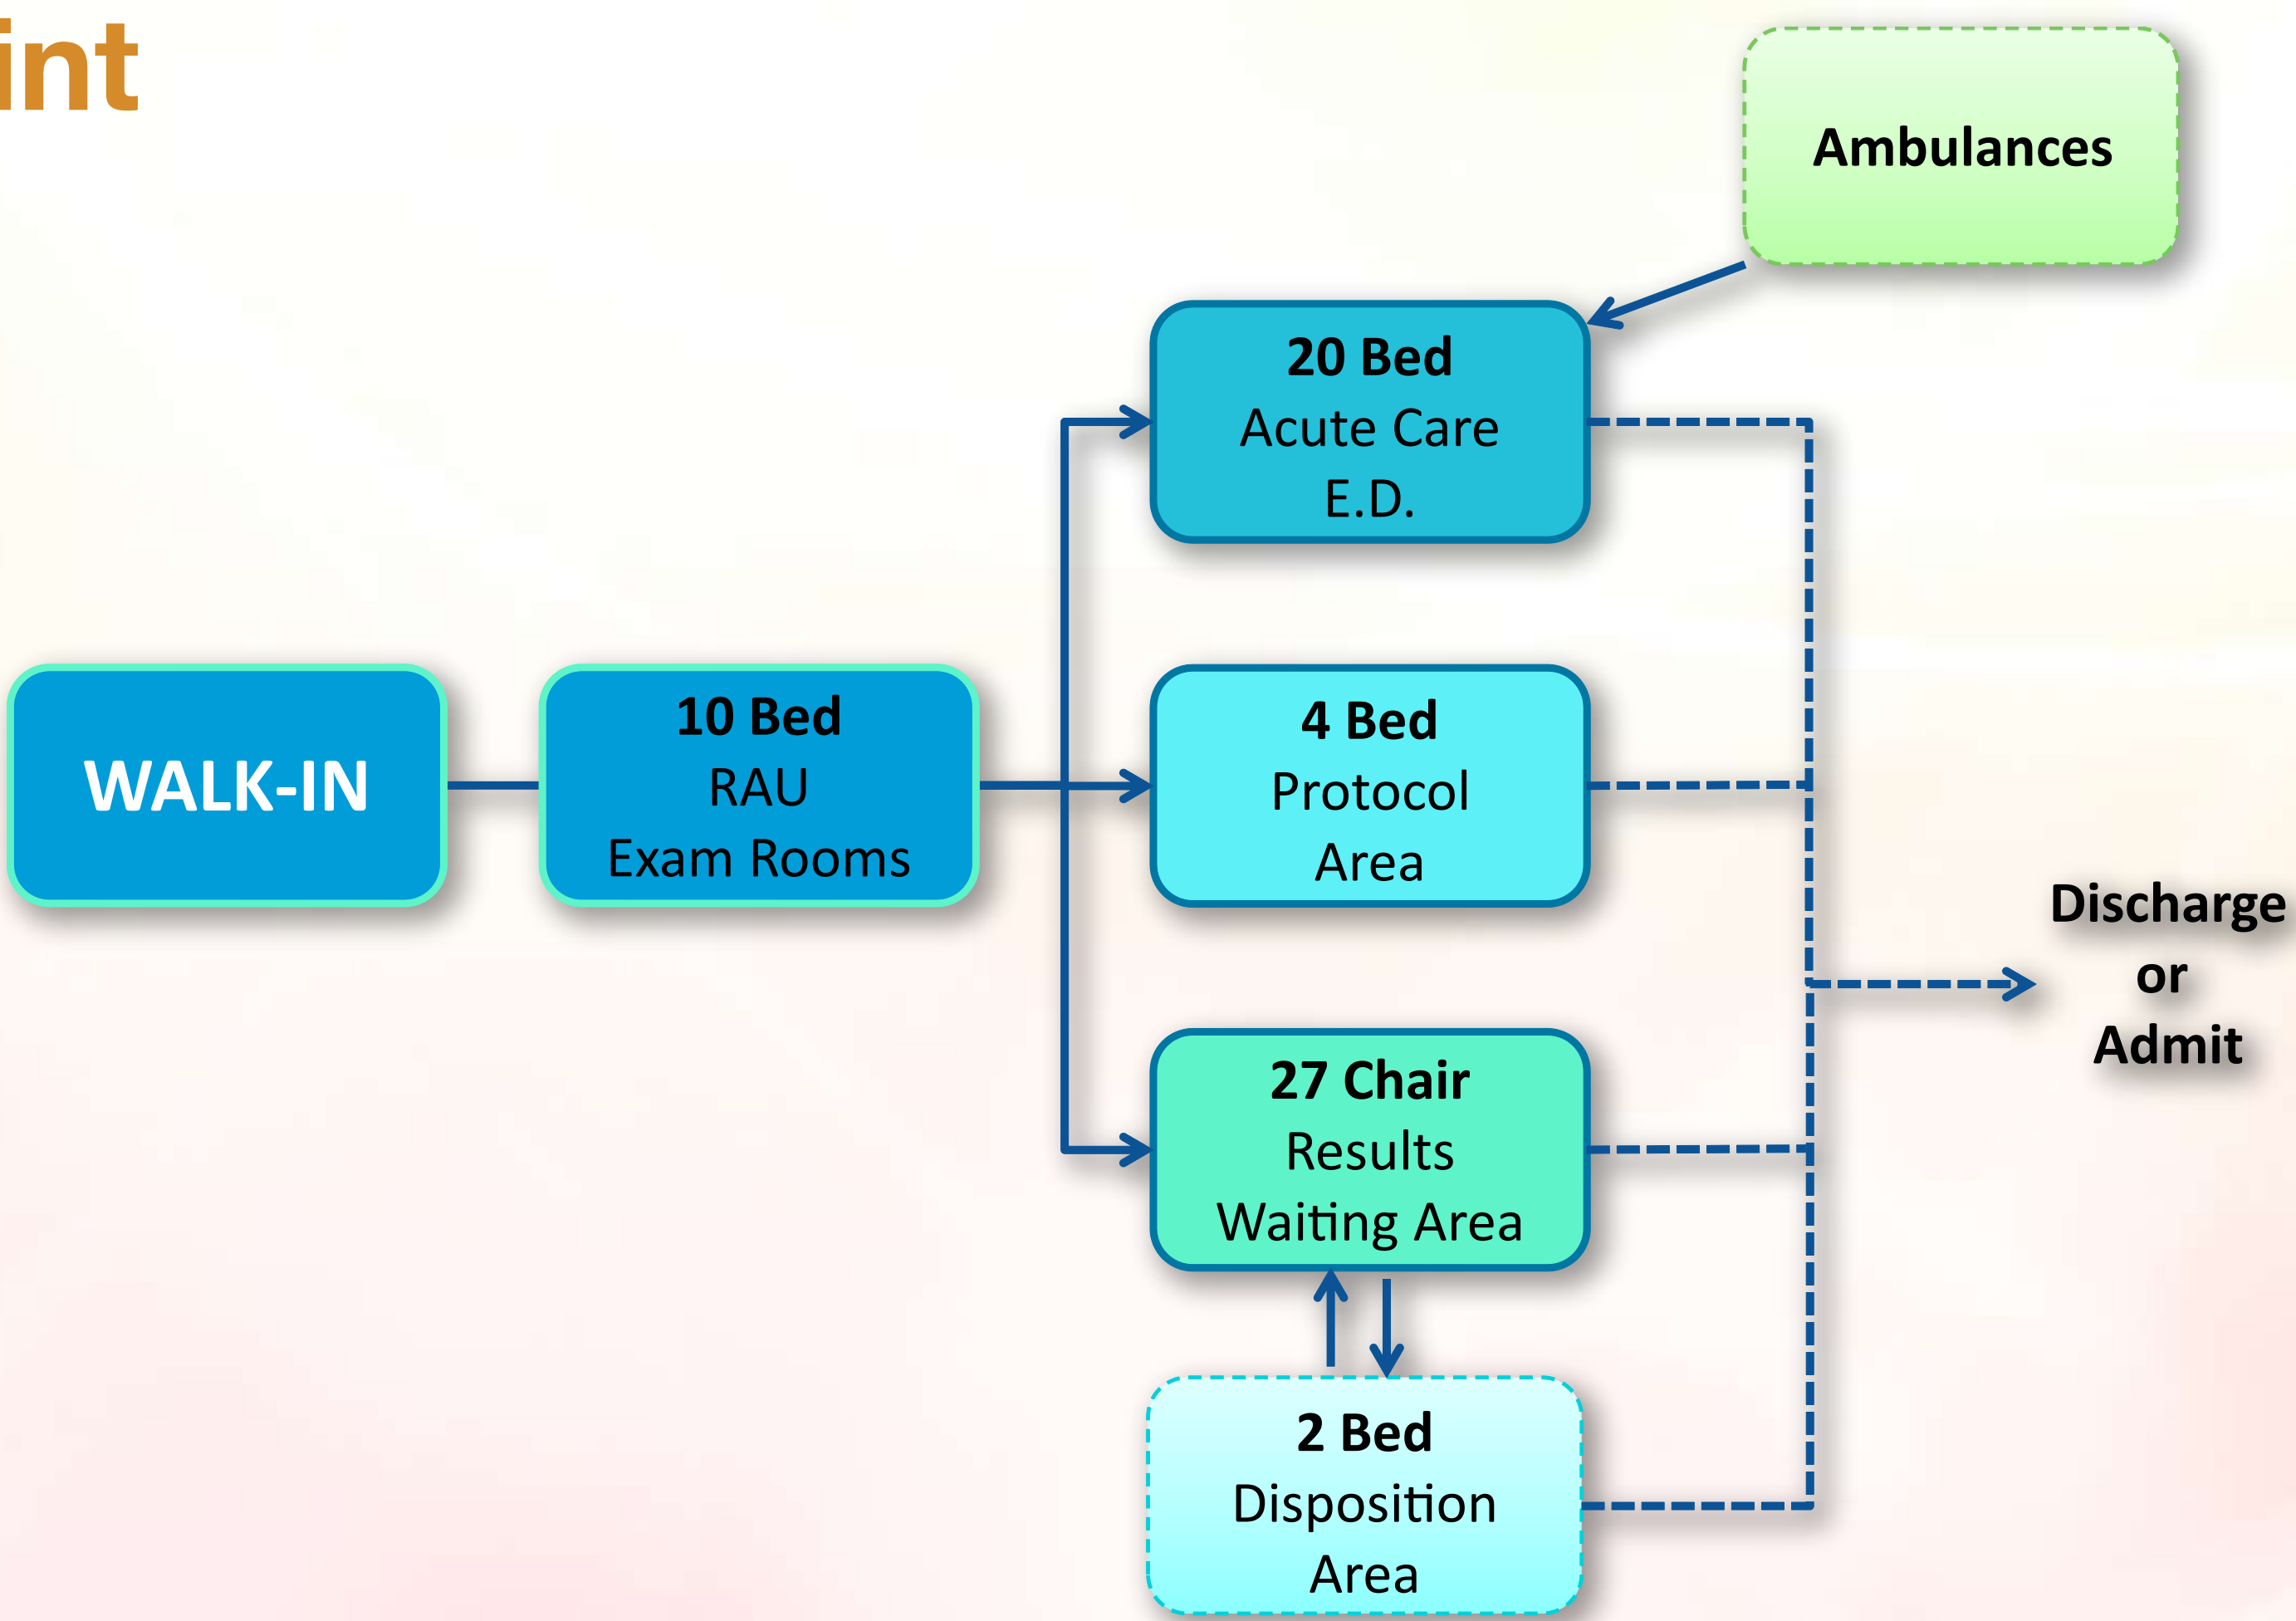 int
Ambulances
20 Bed
Acute Care
E.D.
WALK-IN
10 Bed
RAU
Exam Rooms
4 Bed
Protocol
Area
Discharge
or
Admit
27 Chair
Results
Waiting Area
2 Bed
Disposition
Area